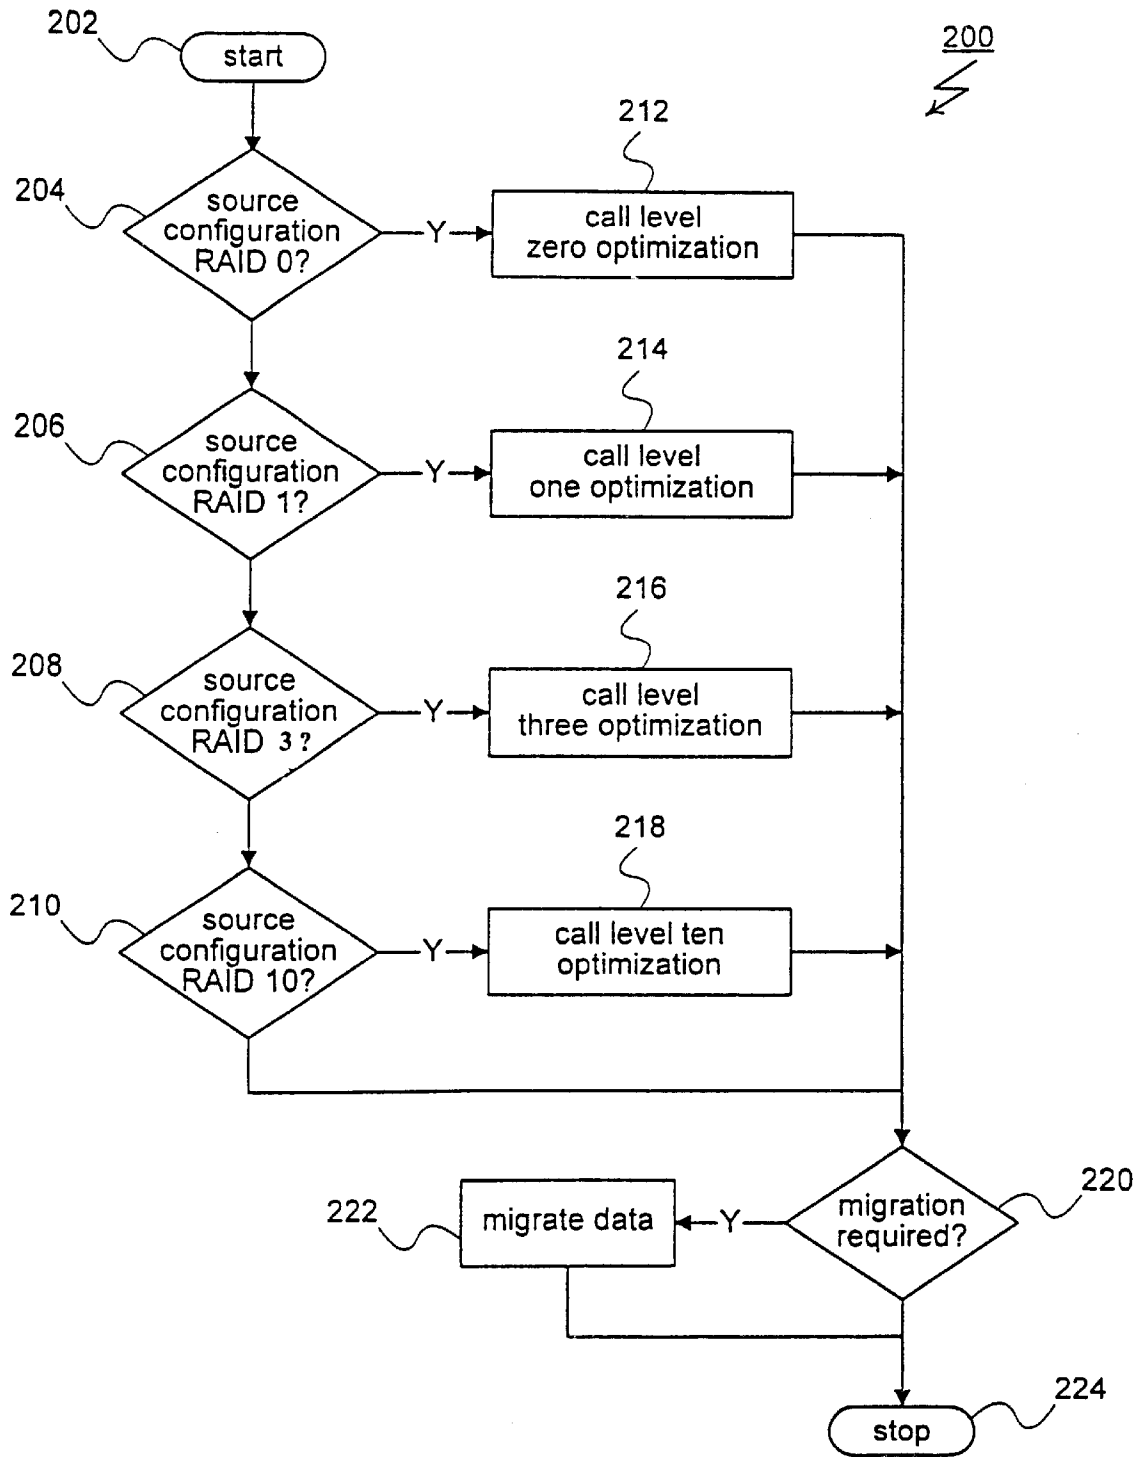 202
start
200
212
204
source
configuration
RAID 0?
Y
call level
zero optimization
214
206
source
configuration
RAID 1?
Y
call level
one optimization
216
208
source
configuration
RAID 3?
Y
call level
three optimization
218
210
source
configuration
RAID 10?
Y
call level ten
optimization
220
222
migrate data
Y
migration
required?
224
stop